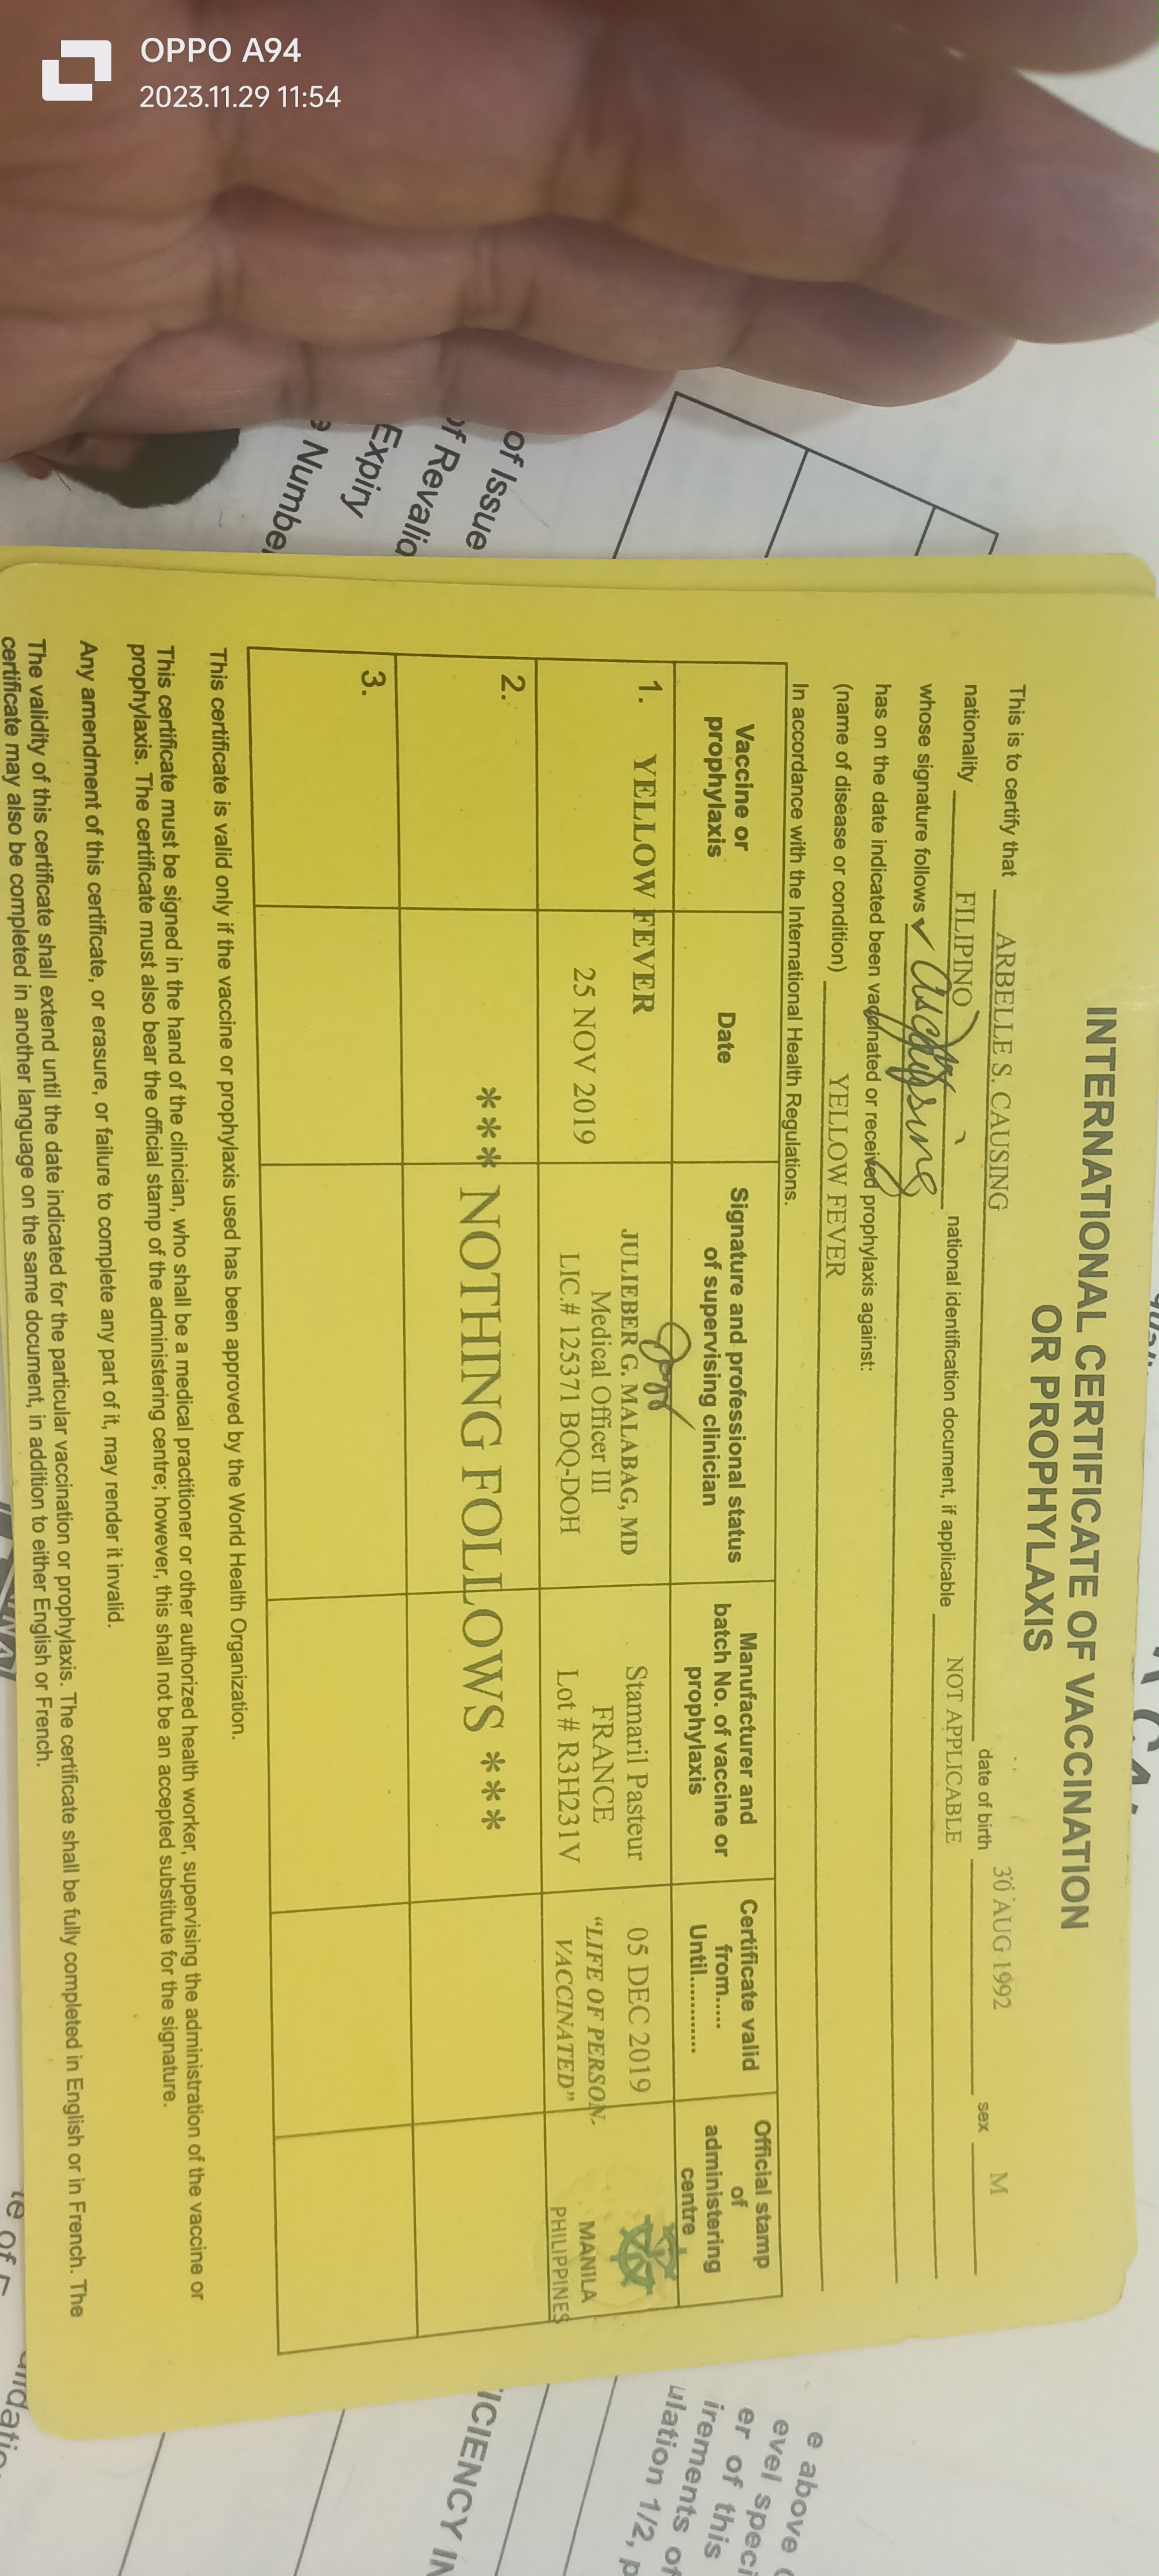 OPPO A94
2023.11.29 11:54
of Issue
of Revalid
Expiry
e Number
INTERNATIONAL CERTIFICATE OF VACCINATION
OR PROPHYLAXIS
This is to certify that ARBELLE S. CAUSING date of birth 30 AUG 1992 sex M
nationality FILIPINO national identification document, if applicable NOT APPLICABLE
whose signature follows
has on the date indicated been vaccinated or received prophylaxis against:
(name of disease or condition) YELLOW FEVER
In accordance with the International Health Regulations.
Vaccine or
prophylaxis
Date
Signature and professional status
of supervising clinician
Manufacturer and
batch No. of vaccine or
prophylaxis
Certificate valid
from.....
Until............
Official stamp
of
administering
centre
1. YELLOW FEVER
25 NOV 2019
JULIEBER G. MALABAG, MD
Medical Officer III
LIC.# 125371 BOQ-DOH
Stamaril Pasteur
FRANCE
Lot # R3H231V
05 DEC 2019
"LIFE OF PERSON
VACCINATED"
MANILA
PHILIPPINES
2.
*** NOTHING FOLLOWS ***
3.
This certificate is valid only if the vaccine or prophylaxis used has been approved by the World Health Organization.
This certificate must be signed in the hand of the clinician, who shall be a medical practitioner or other authorized health worker, supervising the administration of the vaccine or
prophylaxis. The certificate must also bear the official stamp of the administering centre; however, this shall not be an accepted substitute for the signature.
Any amendment of this certificate, or erasure, or failure to complete any part of it, may render it invalid.
The validity of this certificate shall extend until the date indicated for the particular vaccination or prophylaxis. The certificate shall be fully completed in English or in French. The
certificate may also be completed in another language on the same document, in addition to either English or French.
e above
evel speci
er of this
irements of
ulation 1/2, p
ICIENCY IN